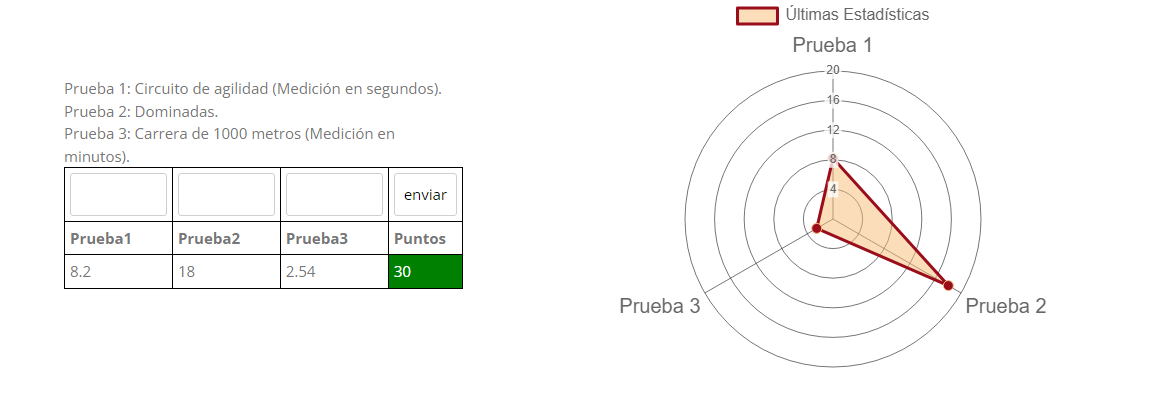 Prueba 1: Circuito de agilidad (Medición en segundos).
Prueba 2: Dominadas.
Prueba 3: Carrera de 1000 metros (Medición en
minutos).
enviar
Prueba1 Prueba2 Prueba3 Puntos
8.2 18 2.54 30
Últimas Estadísticas
Prueba 1
20
16
12
8
4
Prueba 3
Prueba 2